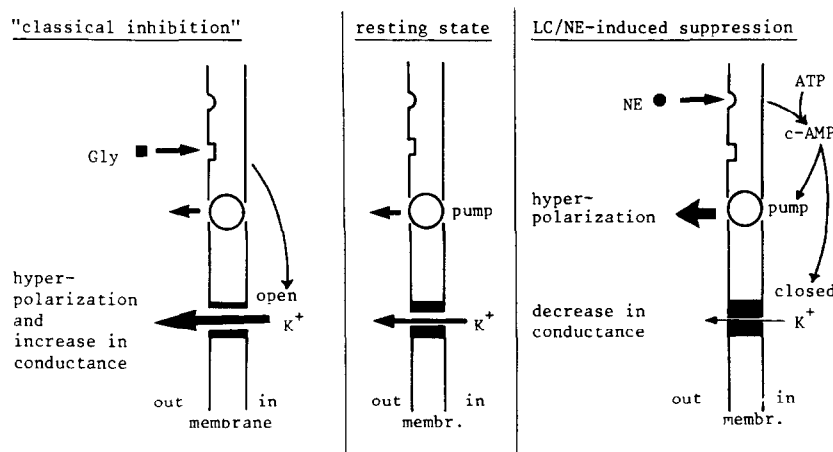 "classical inhibition"
Gly
hyper-
polarization
and
increase in
conductance
open
K+
out in
membrane
resting state
pump
K+
out in
membr.
LC/NE-induced suppression
NE
ATP
c-AMP
hyper-
polarization
pump
closed
decrease in
conductance
K+
out in
membr.